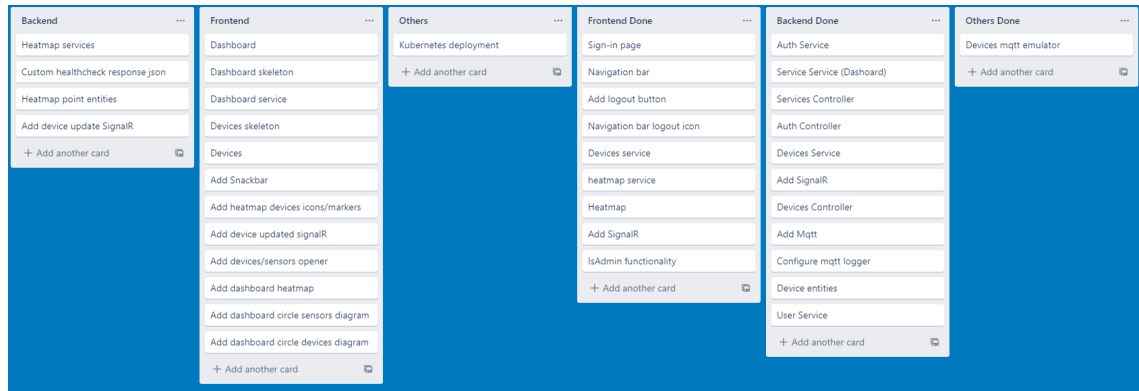 Backend
Heatmap services
Custom healthcheck response json
Heatmap point entities
Add device update SignalR
+ Add another card
Frontend
Dashboard
Dashboard skeleton
Dashboard service
Devices skeleton
Devices
Add Snackbar
Add heatmap devices icons/markers
Add device updated signalR
Add devices/sensors opener
Add dashboard heatmap
Add dashboard circle sensors diagram
Add dashboard circle devices diagram
+ Add another card
Others
Kubernetes deployment
+ Add another card
Frontend Done
Sign-in page
Navigation bar
Add logout button
Navigation bar logout icon
Devices service
heatmap service
Heatmap
Add SignalR
IsAdmin functionality
+ Add another card
Backend Done
Auth Service
Service Service (Dashoard)
Services Controller
Auth Controller
Devices Service
Add SignalR
Devices Controller
Add Mqtt
Configure mqtt logger
Device entities
User Service
+ Add another card
Others Done
Devices mqtt emulator
+ Add another card